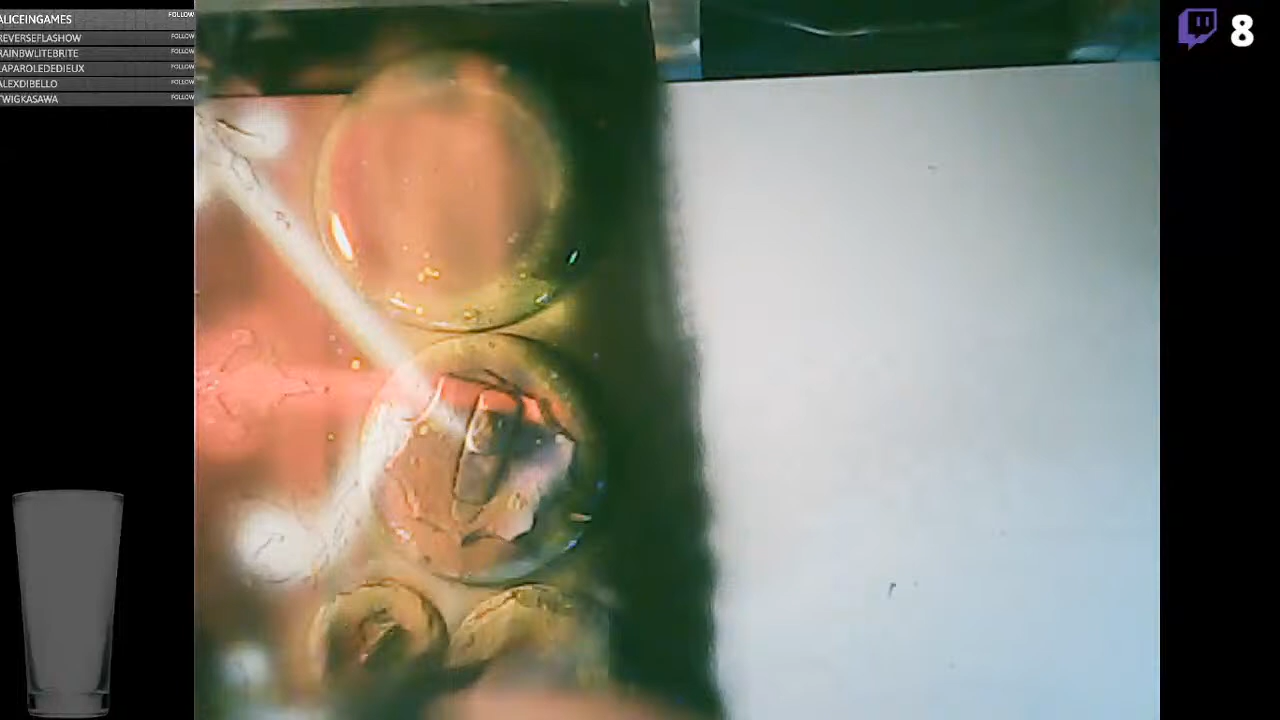 ALICEINGAMES FOLLOW
REVERSEFLASHOW FOLLOW
RAINBWLITEBRITE FOLLOW
LAPAROLEDEDIEUX FOLLOW
ALEXDIBELLO FOLLOW
TWIGKASAWA FOLLOW
8